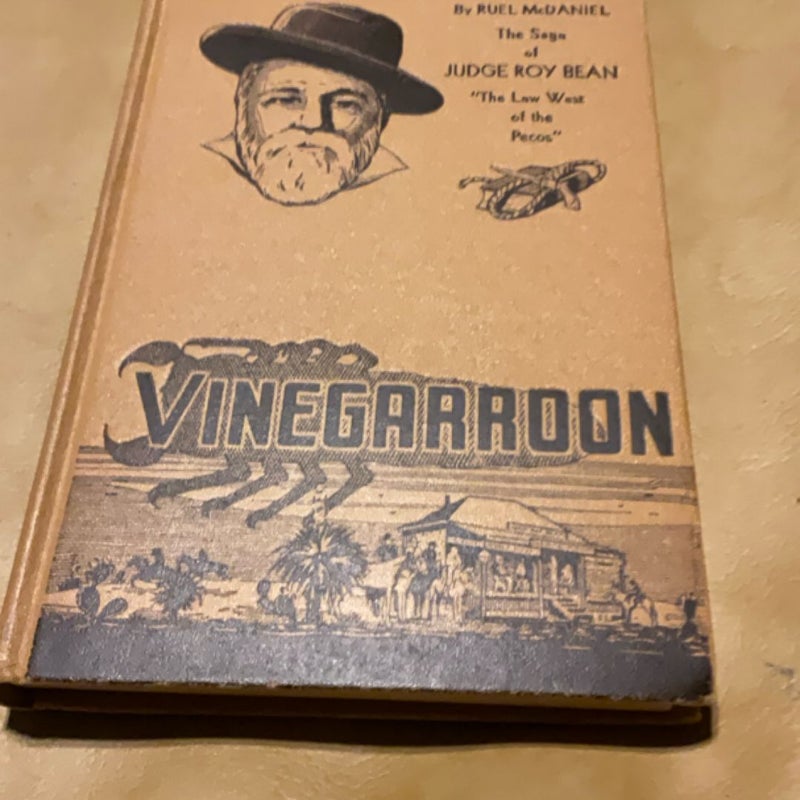 By RUEL McDANIEL
The Saga
of
JUDGE ROY BEAN
"The Law West
of the
Pecos"
VINEGARROON